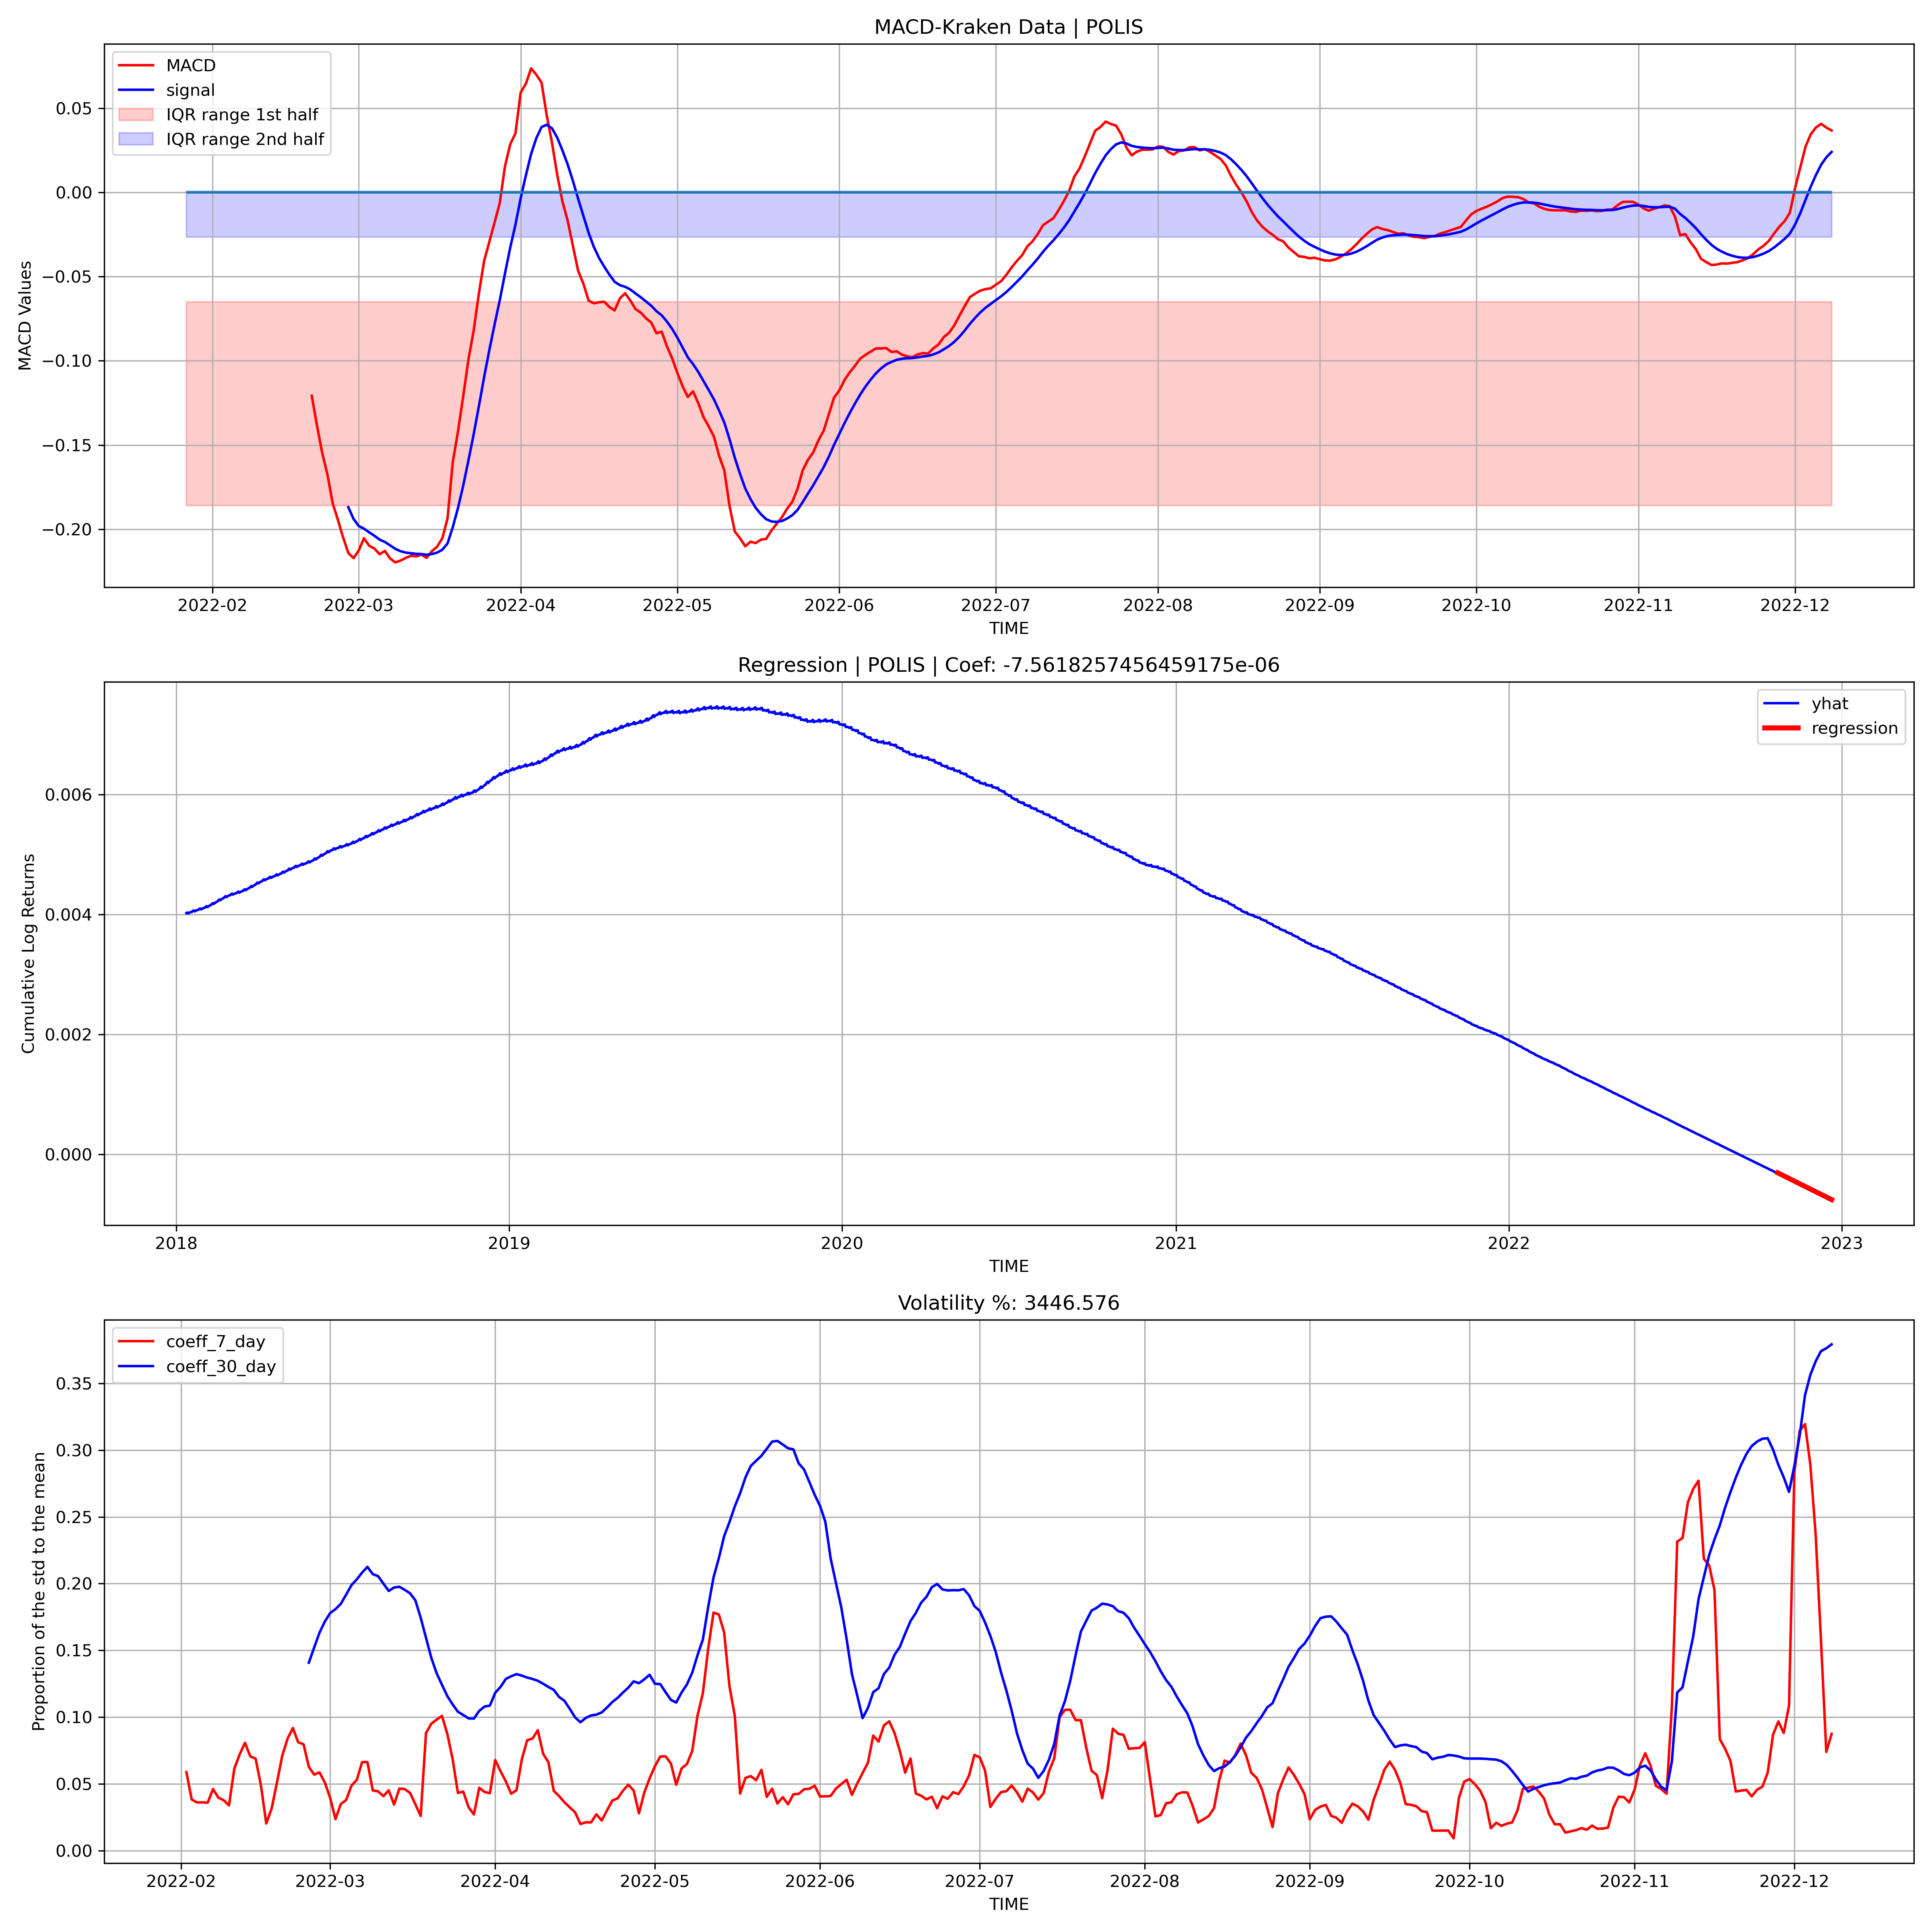 MACD-Kraken Data | POLIS
MACD
signal
IQR range 1st half
IQR range 2nd half
0.05
0.00
−0.05
−0.10
−0.15
−0.20
MACD Values
2022-02 2022-03 2022-04 2022-05 2022-06 2022-07 2022-08 2022-09 2022-10 2022-11 2022-12
TIME
Regression | POLIS | Coef: -7.5618257456459175e-06
yhat
regression
0.006
0.004
0.002
0.000
Cumulative Log Returns
2018 2019 2020 2021 2022 2023
TIME
Volatility %: 3446.576
coeff_7_day
coeff_30_day
0.35
0.30
0.25
0.20
0.15
0.10
0.05
0.00
Proportion of the std to the mean
2022-02 2022-03 2022-04 2022-05 2022-06 2022-07 2022-08 2022-09 2022-10 2022-11 2022-12
TIME